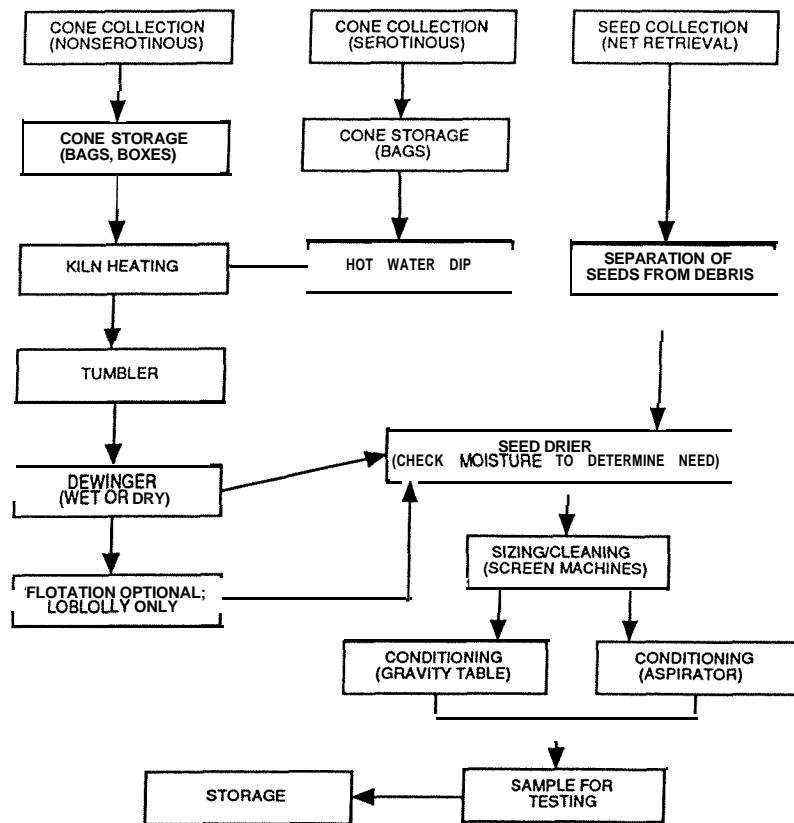 CONE COLLECTION
(NONSEROTINOUS)
CONE COLLECTION
(SEROTINOUS)
SEED COLLECTION
(NET RETRIEVAL)
CONE STORAGE
(BAGS, BOXES)
CONE STORAGE
(BAGS)
KILN HEATING
HOT WATER DIP
SEPARATION OF
SEEDS FROM DEBRIS
TUMBLER
DEWINGER
(WET OR DRY)
SEED DRIER
(CHECK MOISTURE TO DETERMINE NEED)
FLOTATION OPTIONAL;
LOBLOLLY ONLY
SIZING/CLEANING
(SCREEN MACHINES)
CONDITIONING
(GRAVITY TABLE)
CONDITIONING
(ASPIRATOR)
STORAGE
SAMPLE FOR
TESTING